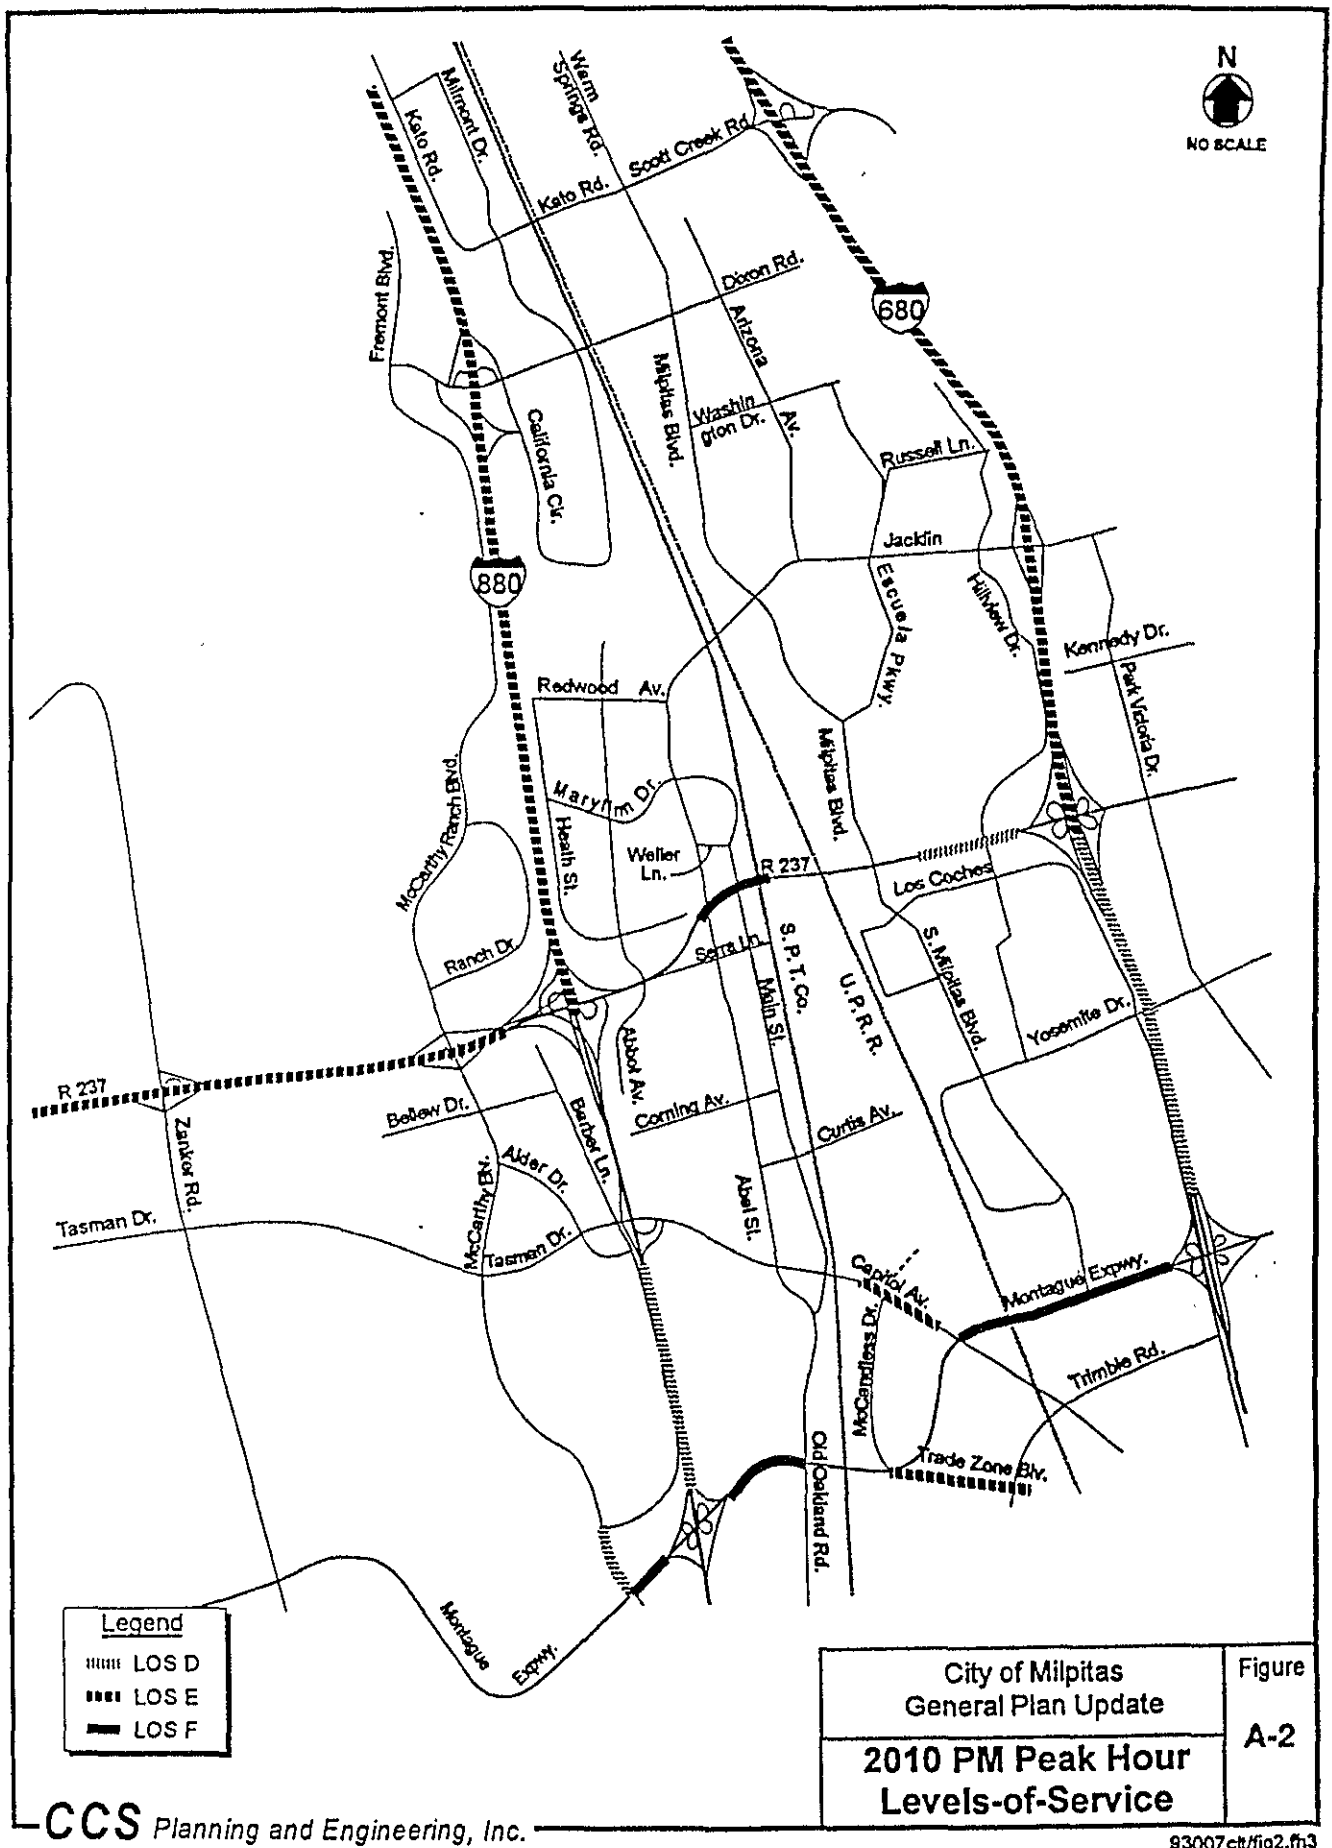 N
NO SCALE
Warm
Springs Rd.
Milmont Dr.
Kato Rd.
Scott Creek Rd.
Kato Rd.
Dixon Rd.
Fremont Blvd.
680
Arizona
Av.
Milpitas Blvd.
Washin
gton Dr.
California Cir.
Russell Ln.
Jacklin
880
Escuela Pkwy.
Hillview Dr.
Kennedy Dr.
Redwood Av.
Park Victoria Dr.
McCarthy Ranch Blvd.
Milpitas Blvd.
Marylinn Dr.
Heath St.
Weller
Ln.
R 237
Los Coches
Ranch Dr.
Serra Ln.
S. P. T. Co.
S. Milpitas Blvd.
Main St.
U. P. R. R.
Yosemite Dr.
Abbot Av.
R 237
Bellew Dr.
Barber Ln.
Corning Av.
Curtis Av.
Zankor Rd.
Alder Dr.
McCarthy Blv.
Abel St.
Tasman Dr.
Tasman Dr.
Capitol Av.
Montague Expwy.
McCandless Dr.
Trimble Rd.
Old Oakland Rd.
Trade Zone Blv.
Montague
Expwy.
Legend
LOS D
LOS E
LOS F
City of Milpitas
General Plan Update
Figure
A-2
2010 PM Peak Hour
Levels-of-Service
CCS Planning and Engineering, Inc.
93007ctt/fig2.fh3